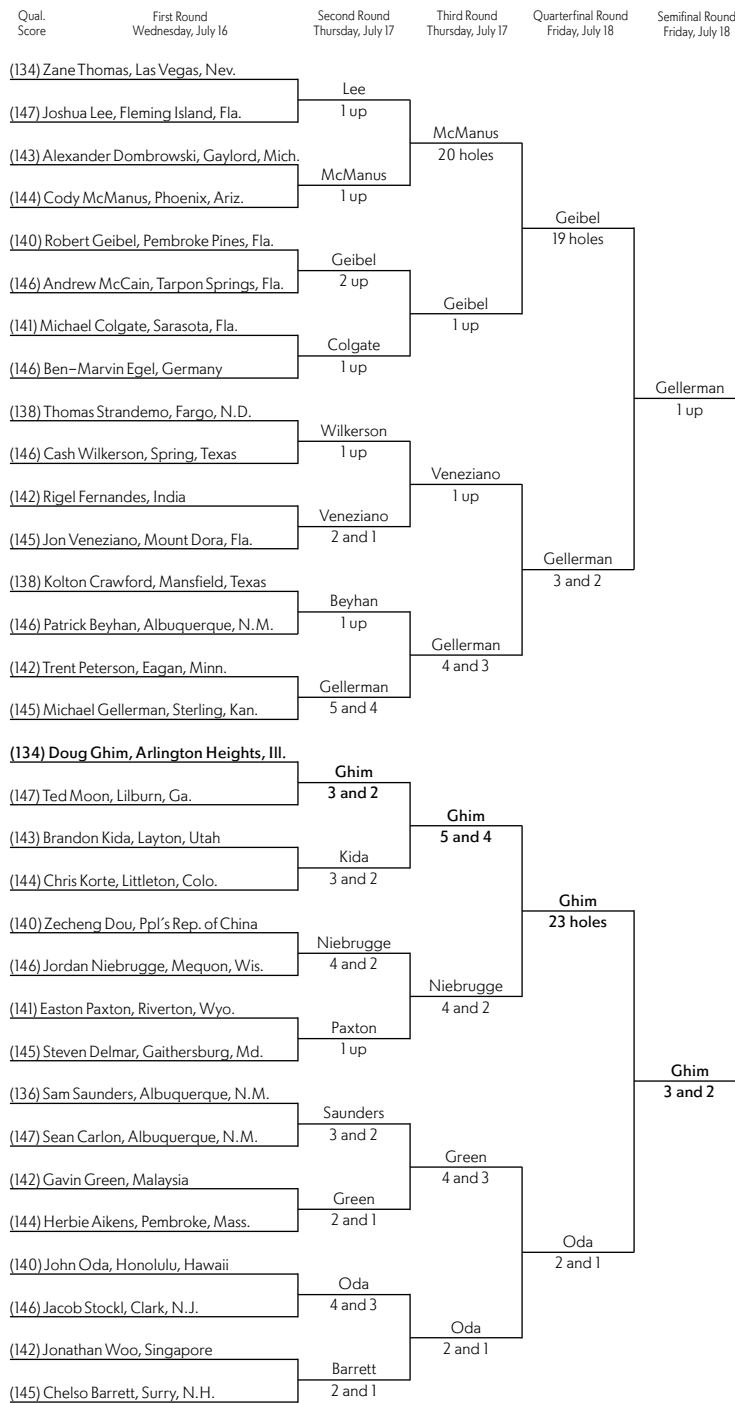 Qual. Score
First Round
Wednesday, July 16
Second Round
Thursday, July 17
Third Round
Thursday, July 17
Quarterfinal Round
Friday, July 18
Semifinal Round
Friday, July 18
(134) Zane Thomas, Las Vegas, Nev.
Lee
1 up
(147) Joshua Lee, Fleming Island, Fla.
McManus
20 holes
(143) Alexander Dombrowski, Gaylord, Mich.
McManus
1 up
(144) Cody McManus, Phoenix, Ariz.
Geibel
19 holes
(140) Robert Geibel, Pembroke Pines, Fla.
Geibel
2 up
(146) Andrew McCain, Tarpon Springs, Fla.
Geibel
1 up
(141) Michael Colgate, Sarasota, Fla.
Colgate
1 up
(146) Ben-Marvin Egel, Germany
Gellerman
1 up
(138) Thomas Strandemo, Fargo, N.D.
Wilkerson
1 up
(146) Cash Wilkerson, Spring, Texas
Veneziano
1 up
(142) Rigel Fernandes, India
Veneziano
2 and 1
(145) Jon Veneziano, Mount Dora, Fla.
Gellerman
3 and 2
(138) Kolton Crawford, Mansfield, Texas
Beyhan
1 up
(146) Patrick Beyhan, Albuquerque, N.M.
Gellerman
4 and 3
(142) Trent Peterson, Eagan, Minn.
Gellerman
5 and 4
(145) Michael Gellerman, Sterling, Kan.
(134) Doug Ghim, Arlington Heights, Ill.
Ghim
3 and 2
(147) Ted Moon, Lilburn, Ga.
Ghim
5 and 4
(143) Brandon Kida, Layton, Utah
Kida
3 and 2
(144) Chris Korte, Littleton, Colo.
Ghim
23 holes
(140) Zecheng Dou, Ppl's Rep. of China
Niebrugge
4 and 2
(146) Jordan Niebrugge, Mequon, Wis.
Niebrugge
4 and 2
(141) Easton Paxton, Riverton, Wyo.
Paxton
1 up
(145) Steven Delmar, Gaithersburg, Md.
Ghim
3 and 2
(136) Sam Saunders, Albuquerque, N.M.
Saunders
3 and 2
(147) Sean Carlon, Albuquerque, N.M.
Green
4 and 3
(142) Gavin Green, Malaysia
Green
2 and 1
(144) Herbie Aikens, Pembroke, Mass.
Oda
2 and 1
(140) John Oda, Honolulu, Hawaii
Oda
4 and 3
(146) Jacob Stockl, Clark, N.J.
Oda
2 and 1
(142) Jonathan Woo, Singapore
Barrett
2 and 1
(145) Chelso Barrett, Surry, N.H.